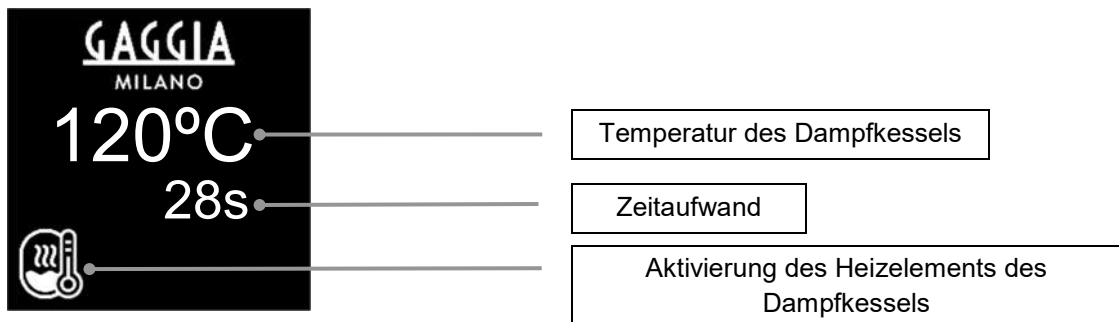 GAGGIA
MILANO
120ºC
Temperatur des Dampfkessels
28s
Zeitaufwand
Aktivierung des Heizelements des
Dampfkessels